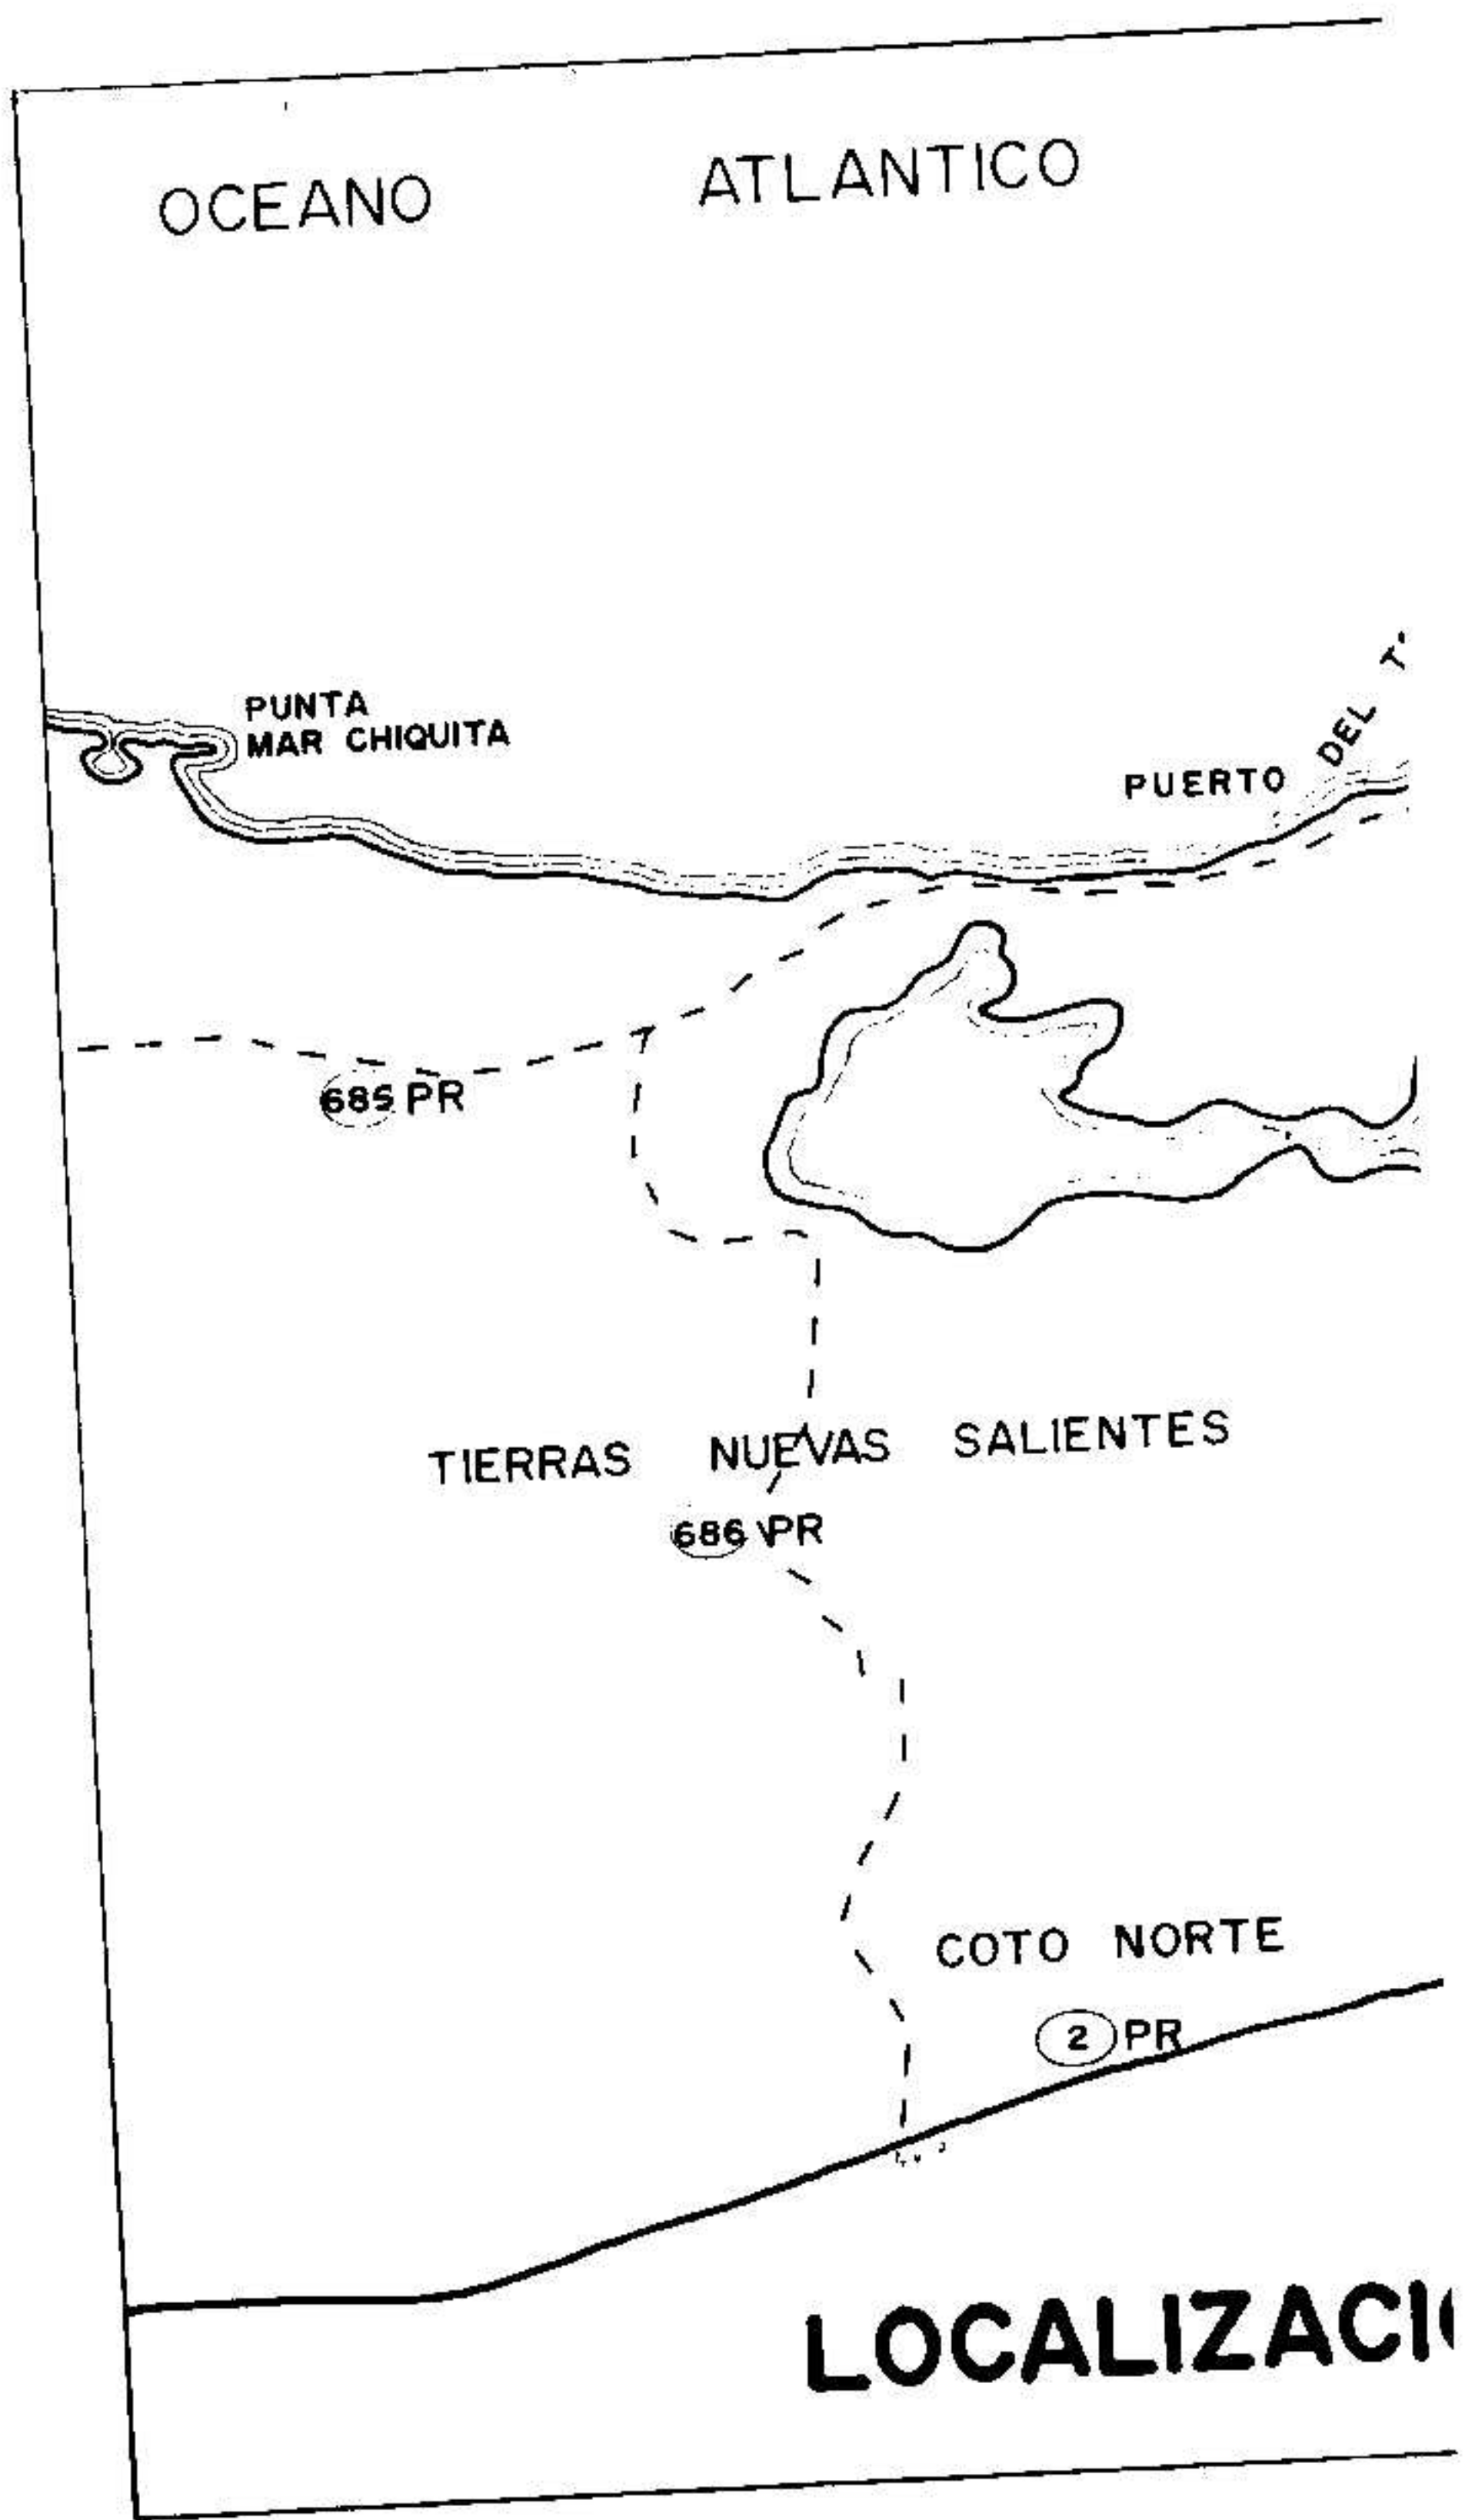 OCEANO ATLANTICO
PUNTA
MAR CHIQUITA
PUERTO DEL
685 PR
TIERRAS NUEVAS SALIENTES
686 PR
COTO NORTE
2 PR
LOCALIZACI